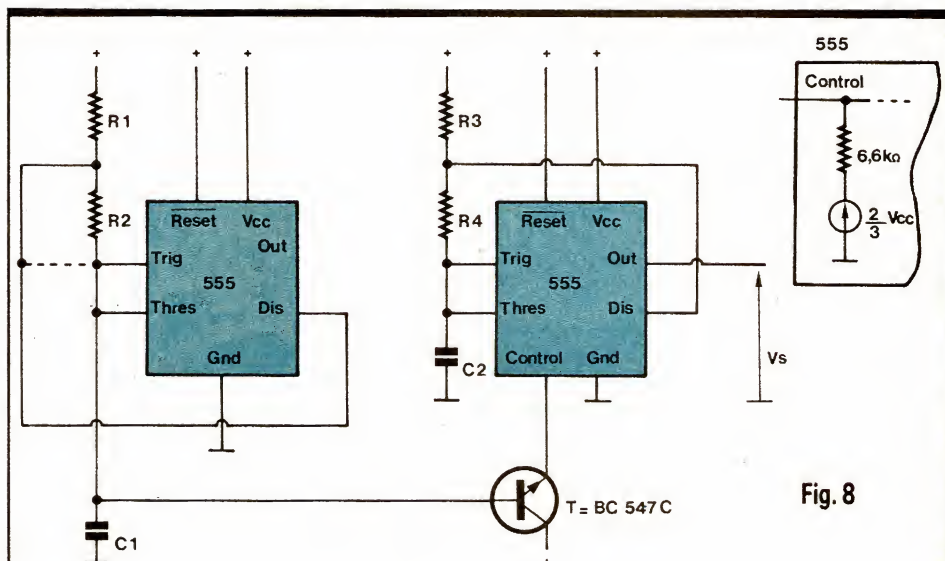 + + + + + +
555
Control
R1
R3
6,6kΩ
R2
Reset Vcc
R4
Reset Vcc
2/3 Vcc
Out
Trig
Trig
Out
555
555
Thres
Dis
Thres
Dis
Gnd
C2
Control
Gnd
Vs
T = BC 547C
Fig. 8
C1